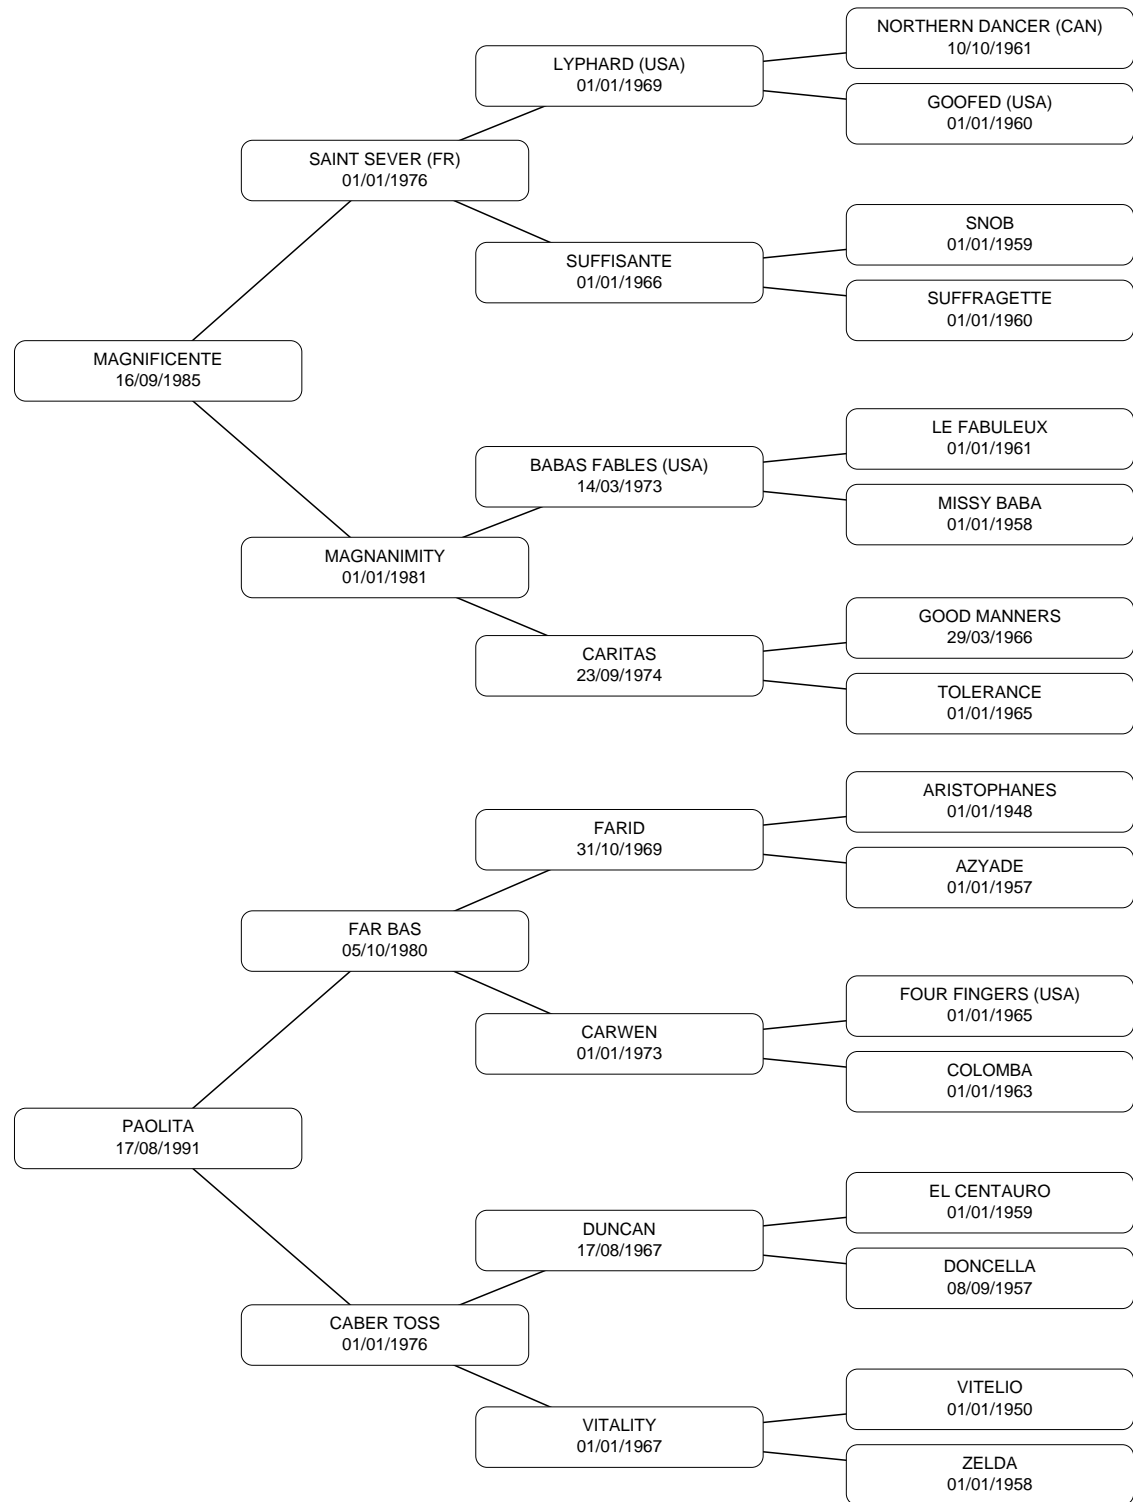 NORTHERN DANCER (CAN)
10/10/1961
LYPHARD (USA)
01/01/1969
GOOFED (USA)
01/01/1960
SAINT SEVER (FR)
01/01/1976
SNOB
01/01/1959
SUFFISANTE
01/01/1966
SUFFRAGETTE
01/01/1960
MAGNIFICENTE
16/09/1985
LE FABULEUX
01/01/1961
BABAS FABLES (USA)
14/03/1973
MISSY BABA
01/01/1958
MAGNANIMITY
01/01/1981
GOOD MANNERS
29/03/1966
CARITAS
23/09/1974
TOLERANCE
01/01/1965
ARISTOPHANES
01/01/1948
FARID
31/10/1969
AZYADE
01/01/1957
FAR BAS
05/10/1980
FOUR FINGERS (USA)
01/01/1965
CARWEN
01/01/1973
COLOMBA
01/01/1963
PAOLITA
17/08/1991
EL CENTAURO
01/01/1959
DUNCAN
17/08/1967
DONCELLA
08/09/1957
CABER TOSS
01/01/1976
VITELIO
01/01/1950
VITALITY
01/01/1967
ZELDA
01/01/1958